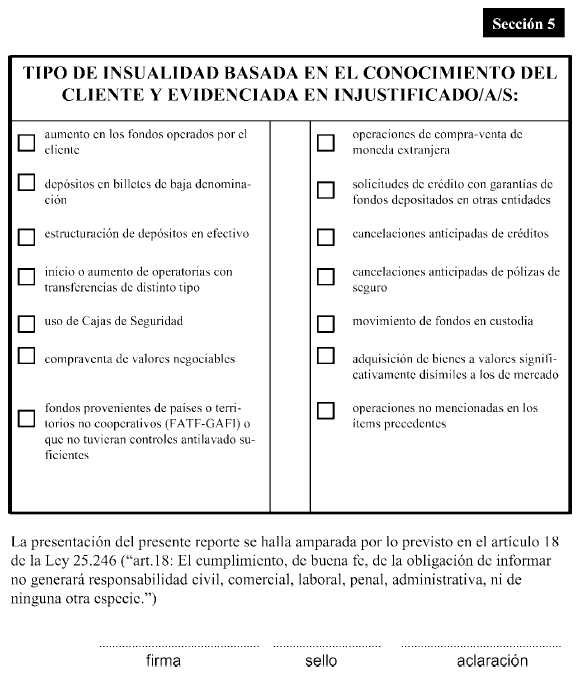 Sección 5
TIPO DE INSUALIDAD BASADA EN EL CONOCIMIENTO DEL
CLIENTE Y EVIDENCIADA EN INJUSTIFICADO/A/S:
aumento en los fondos operados por el
cliente
depósitos en billetes de baja denomina-
ción
estructuración de depósitos en efectivo
inicio o aumento de operatorias con
transferencias de distinto tipo
uso de Cajas de Seguridad
compraventa de valores negociables
fondos provenientes de países o terri-
torios no cooperativos (FATF-GAFI) o
que no tuvieran controles antilavado su-
ficientes
operaciones de compra-venta de
moneda extranjera
solicitudes de crédito con garantías de
fondos depositados en otras entidades
cancelaciones anticipadas de créditos
cancelaciones anticipadas de pólizas de
seguro
movimiento de fondos en custodia
adquisición de bienes a valores signifi-
cativamente disímiles a los de mercado
operaciones no mencionadas en los
items precedentes
La presentación del presente reporte se halla amparada por lo previsto en el artículo 18
de la Ley 25.246 (“art.18: El cumplimiento, de buena fe, de la obligación de informar
no generará responsabilidad civil, comercial, laboral, penal, administrativa, ni de
ninguna otra especie.”)
firma sello aclaración